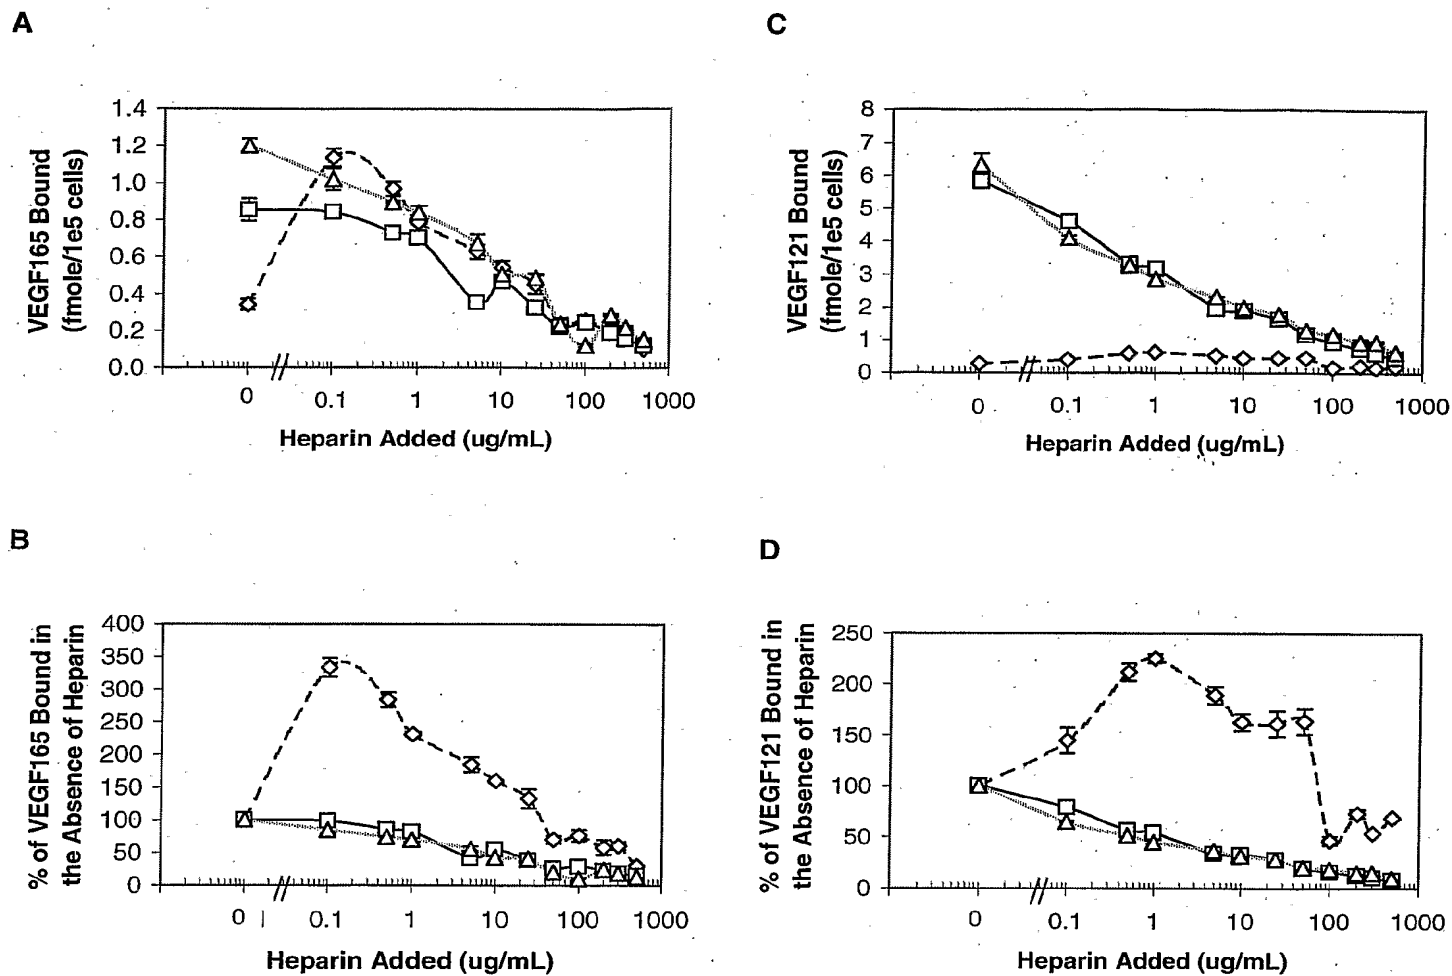 A
VEGF165 Bound
(fmole/1e5 cells)
1.4
1.2
1.0
0.8
0.6
0.4
0.2
0.0
0 0.1 1 10 100 1000
Heparin Added (ug/mL)
C
VEGF121 Bound
(fmole/1e5 cells)
8
7
6
5
4
3
2
1
0
0 0.1 1 10 100 1000
Heparin Added (ug/mL)
B
% of VEGF165 Bound in
the Absence of Heparin
400
350
300
250
200
150
100
50
0
0 0.1 1 10 100 1000
Heparin Added (ug/mL)
D
% of VEGF121 Bound in
the Absence of Heparin
250
200
150
100
50
0
0 0.1 1 10 100 1000
Heparin Added (ug/mL)